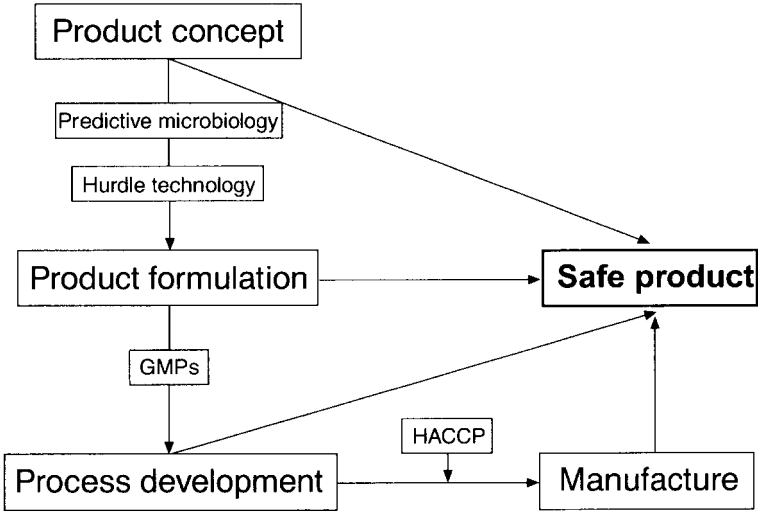 Product concept
Predictive microbiology
Hurdle technology
Product formulation
Safe product
GMPs
HACCP
Process development
Manufacture